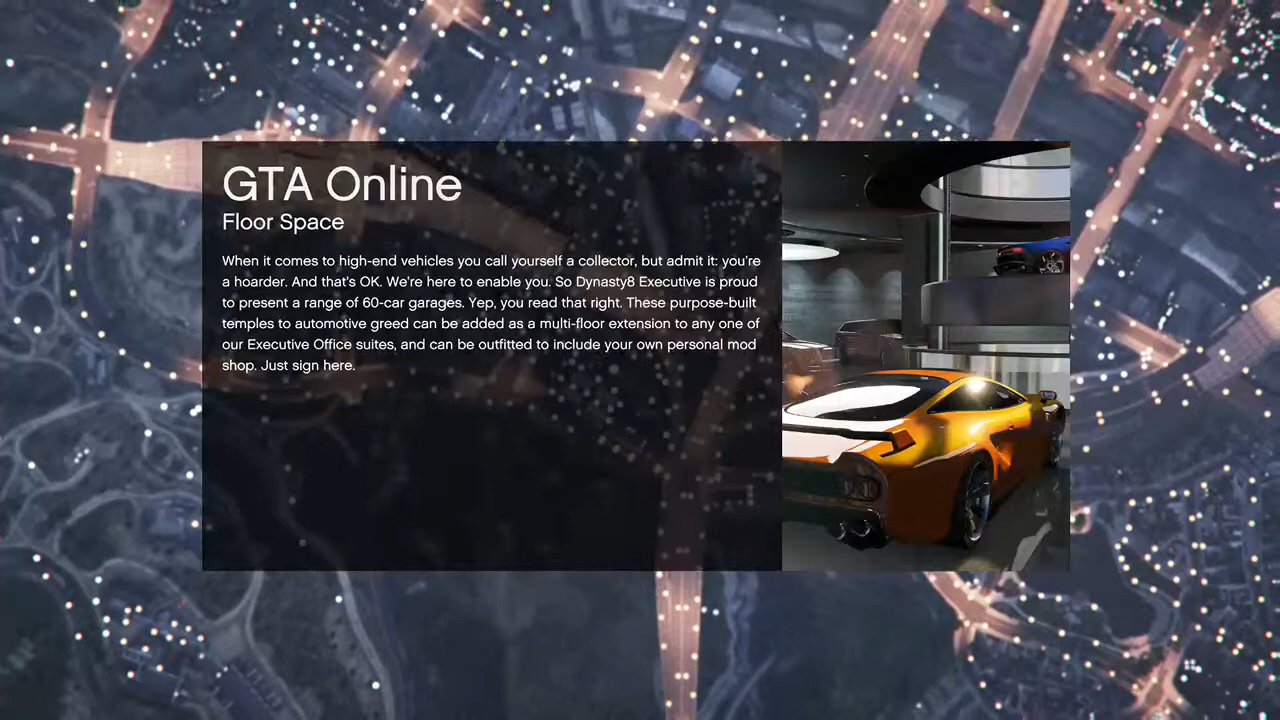 GTA Online
Floor Space
When it comes to high-end vehicles you call yourself a collector, but admit it: you're
a hoarder. And that's OK. We're here to enable you. So Dynasty8 Executive is proud
to present a range of 60-car garages. Yep, you read that right. These purpose-built
temples to automotive greed can be added as a multi-floor extension to any one of
our Executive Office suites, and can be outfitted to include your own personal mod
shop. Just sign here.